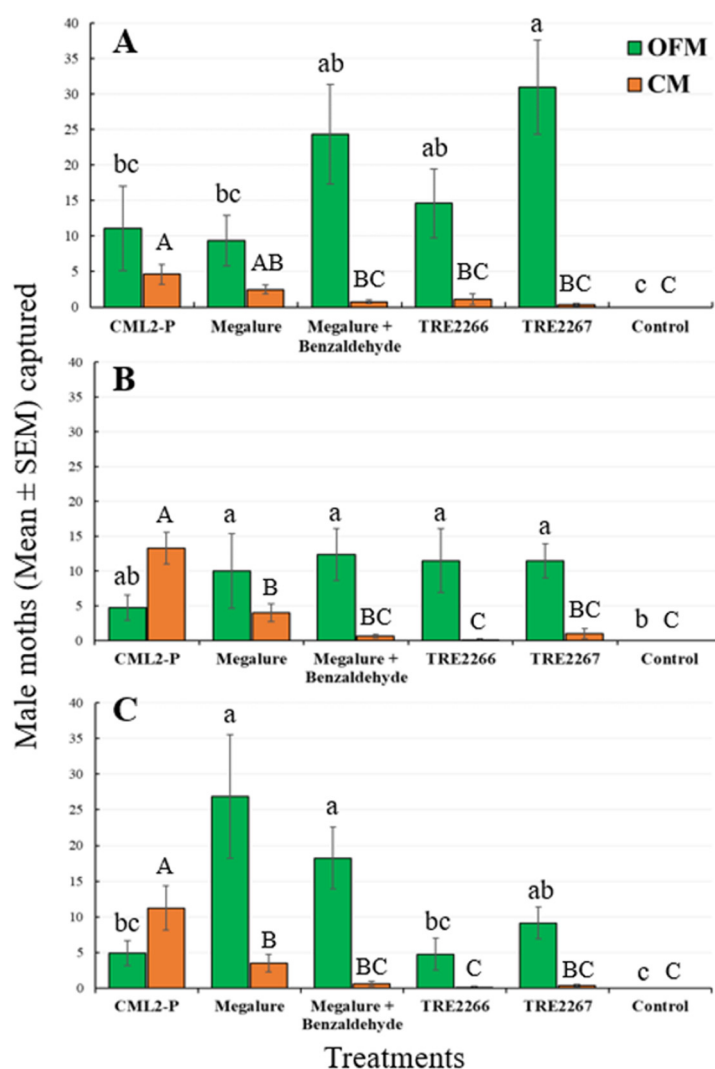 Male moths (Mean ± SEM) captured
A
OFM
CM
40
35
30
25
20
15
10
5
0
bc
A
bc
AB
ab
BC
ab
BC
a
BC
c C
CML2-P
Megalure
Megalure +
Benzaldehyde
TRE2266
TRE2267
Control
B
40
35
30
25
20
15
10
5
0
ab
A
a
B
a
BC
a
C
a
BC
b C
CML2-P
Megalure
Megalure +
Benzaldehyde
TRE2266
TRE2267
Control
C
40
35
30
25
20
15
10
5
0
bc
A
a
B
a
BC
bc
C
ab
BC
c C
CML2-P
Megalure
Megalure +
Benzaldehyde
TRE2266
TRE2267
Control
Treatments